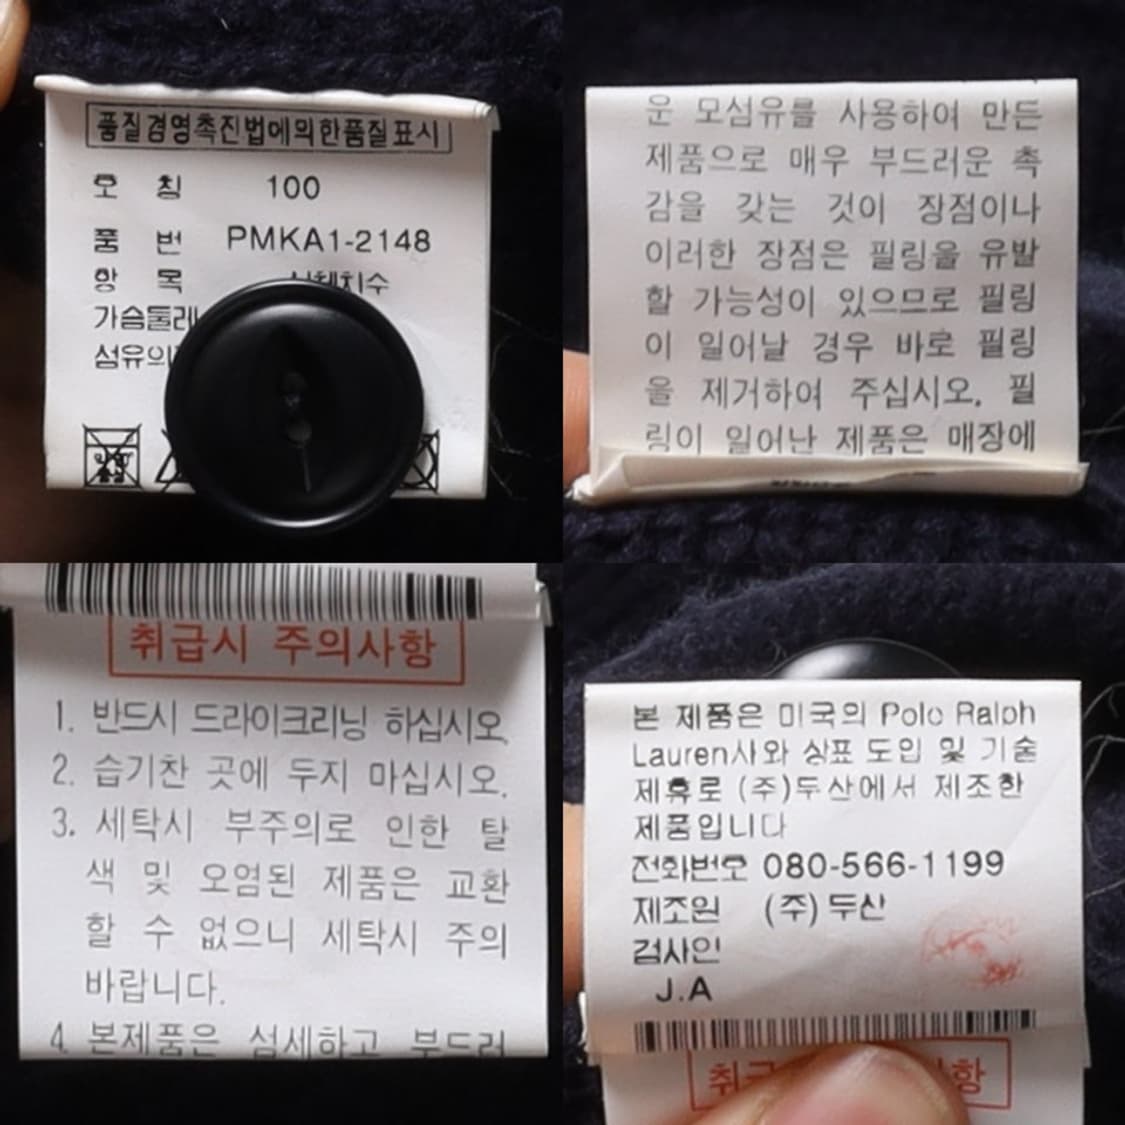 품질경영촉진법에의한품질표시
호 칭 100
품 번 PMKA1-2148
항 목 신체치수
가슴둘레
섬유의
운 모섬유를 사용하여 만든
제품으로 매우 부드러운 촉
감을 갖는 것이 장점이나
이러한 장점은 필링을 유발
할 가능성이 있으므로 필링
이 일어날 경우 바로 필링
을 제거하여 주십시오. 필
링이 일어난 제품은 매장에
취급시 주의사항
1. 반드시 드라이크리닝 하십시오.
2. 습기찬 곳에 두지 마십시오.
3. 세탁시 부주의로 인한 탈
색 및 오염된 제품은 교환
할 수 없으니 세탁시 주의
바랍니다.
4. 본제품은 섬세하고 부드러
본 제품은 미국의 Polo Ralph
Lauren사와 상표 도입 및 기술
제휴로 (주)두산에서 제조한
제품입니다
전화번호 080-566-1199
제조원 (주) 두산
검사인
J.A
취급 항